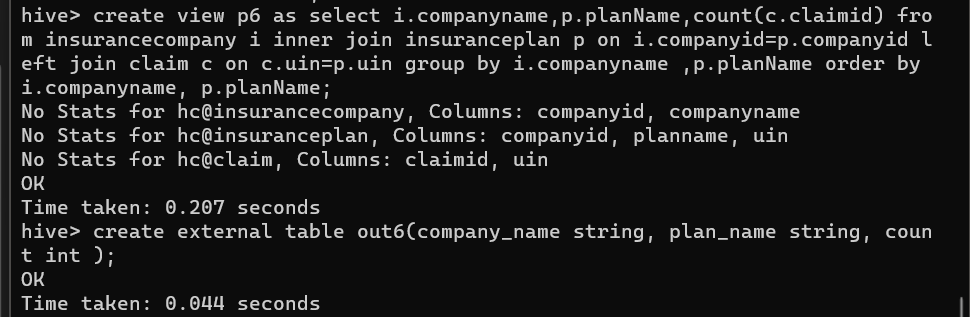 hive> create view p6 as select i.companyname,p.planName,count(c.claimid) fro
m insurancecompany i inner join insuranceplan p on i.companyid=p.companyid l
eft join claim c on c.uin=p.uin group by i.companyname ,p.planName order by
i.companyname, p.planName;
No Stats for hc@insurancecompany, Columns: companyid, companyname
No Stats for hc@insuranceplan, Columns: companyid, planname, uin
No Stats for hc@claim, Columns: claimid, uin
OK
Time taken: 0.207 seconds
hive> create external table out6(company_name string, plan_name string, coun
t int );
OK
Time taken: 0.044 seconds